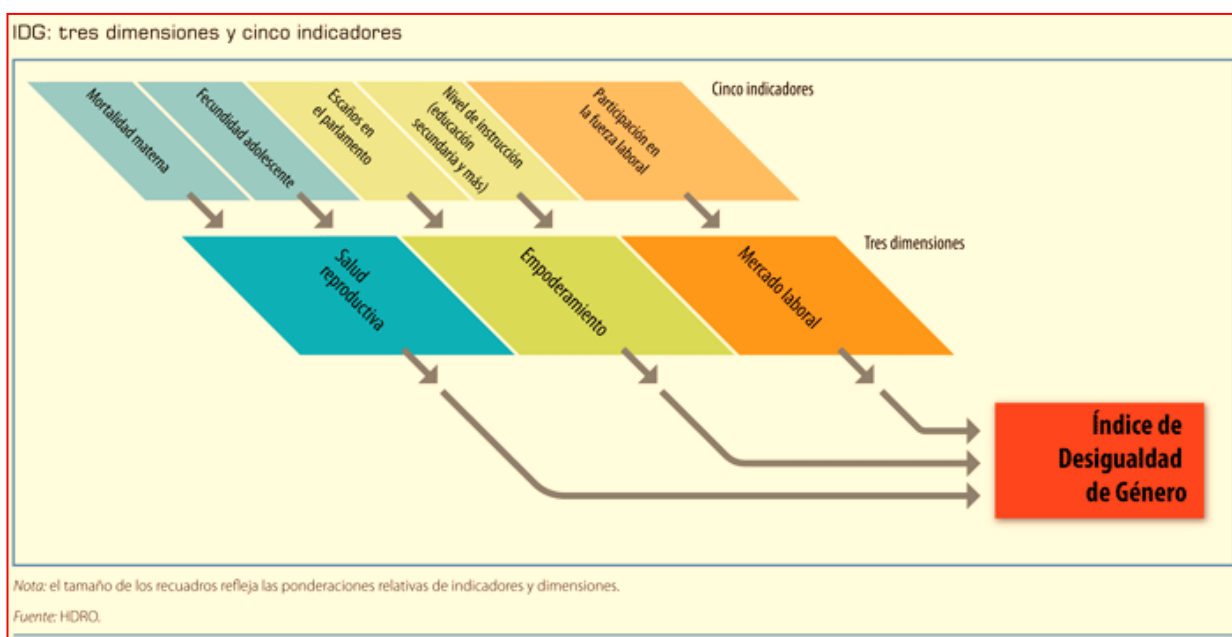 IDG: tres dimensiones y cinco indicadores
Mortalidad materna
Fecundidad adolescente
Escaños en
el parlamento
Nivel de instrucción
(educación
secundaria y más)
Participación en
la fuerza laboral
Cinco indicadores
Salud
reproductiva
Empoderamiento
Mercado laboral
Tres dimensiones
Índice de
Desigualdad
de Género
Nota: el tamaño de los recuadros refleja las ponderaciones relativas de indicadores y dimensiones.
Fuente: HDRO.